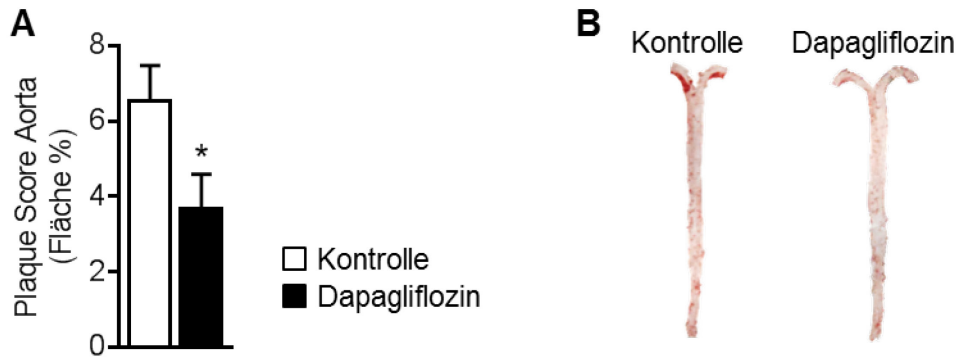 A
Plaque Score Aorta
(Fläche %)
8
6
4
2
0
*
Kontrolle
Dapagliflozin
B
Kontrolle
Dapagliflozin